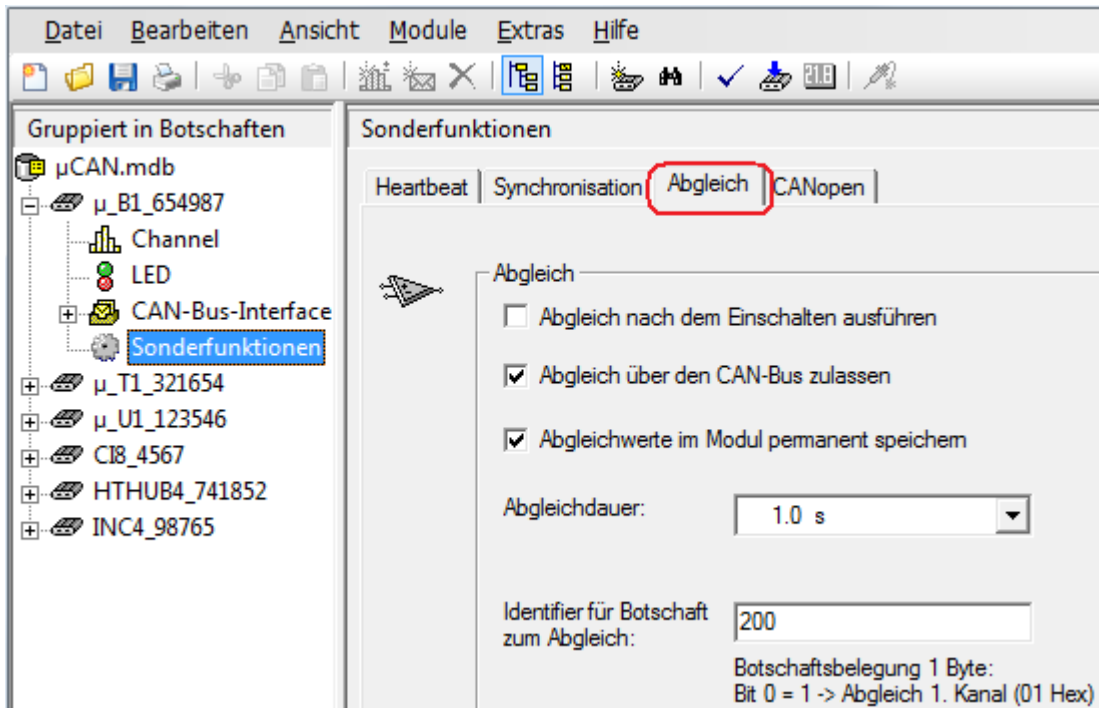 Datei Bearbeiten Ansicht Module Extras Hilfe
Gruppiert in Botschaften
µCAN.mdb
µ_B1_654987
Channel
LED
CAN-Bus-Interface
Sonderfunktionen
µ_T1_321654
µ_U1_123546
CI8_4567
HTHUB4_741852
INC4_98765
Sonderfunktionen
Heartbeat Synchronisation Abgleich CANopen
Abgleich
Abgleich nach dem Einschalten ausführen
Abgleich über den CAN-Bus zulassen
Abgleichwerte im Modul permanent speichern
Abgleichdauer: 1.0 s
Identifier für Botschaft
zum Abgleich: 200
Botschaftsbelegung 1 Byte:
Bit 0 = 1 -> Abgleich 1. Kanal (01 Hex)